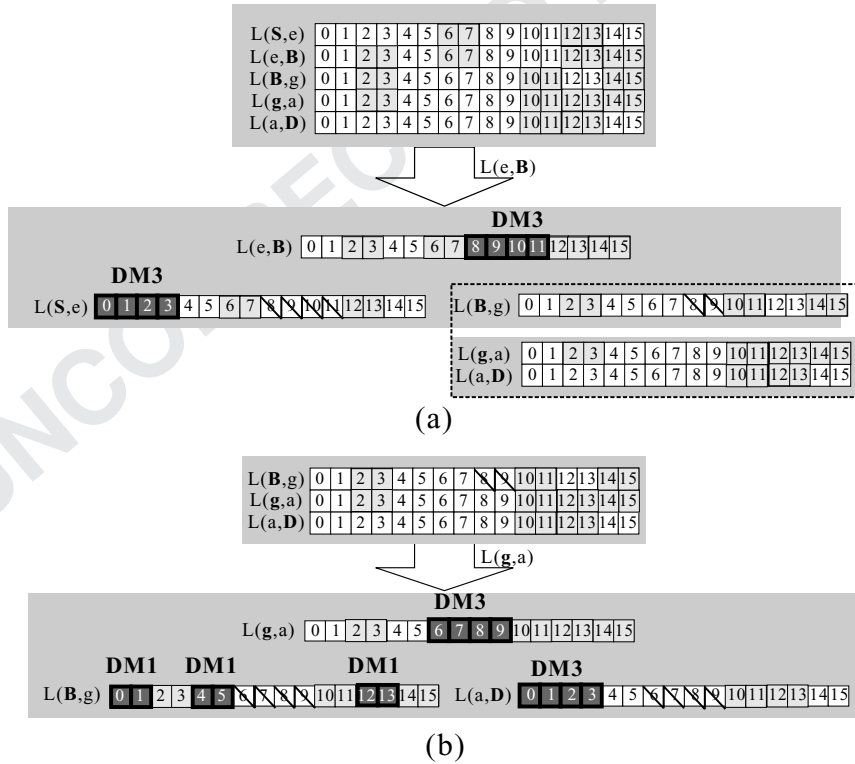 L(S,e) 0 1 2 3 4 5 6 7 8 9 10 11 12 13 14 15
L(e,B) 0 1 2 3 4 5 6 7 8 9 10 11 12 13 14 15
L(B,g) 0 1 2 3 4 5 6 7 8 9 10 11 12 13 14 15
L(g,a) 0 1 2 3 4 5 6 7 8 9 10 11 12 13 14 15
L(a,D) 0 1 2 3 4 5 6 7 8 9 10 11 12 13 14 15
L(e,B)
DM3
L(e,B) 0 1 2 3 4 5 6 7 8 9 10 11 12 13 14 15
DM3
L(S,e) 0 1 2 3 4 5 6 7 8 9 10 11 12 13 14 15
L(B,g) 0 1 2 3 4 5 6 7 8 9 10 11 12 13 14 15
L(g,a) 0 1 2 3 4 5 6 7 8 9 10 11 12 13 14 15
L(a,D) 0 1 2 3 4 5 6 7 8 9 10 11 12 13 14 15
(a)
L(B,g) 0 1 2 3 4 5 6 7 8 9 10 11 12 13 14 15
L(g,a) 0 1 2 3 4 5 6 7 8 9 10 11 12 13 14 15
L(a,D) 0 1 2 3 4 5 6 7 8 9 10 11 12 13 14 15
L(g,a)
DM3
L(g,a) 0 1 2 3 4 5 6 7 8 9 10 11 12 13 14 15
DM1 DM1 DM1
L(B,g) 0 1 2 3 4 5 6 7 8 9 10 11 12 13 14 15
DM3
L(a,D) 0 1 2 3 4 5 6 7 8 9 10 11 12 13 14 15
(b)